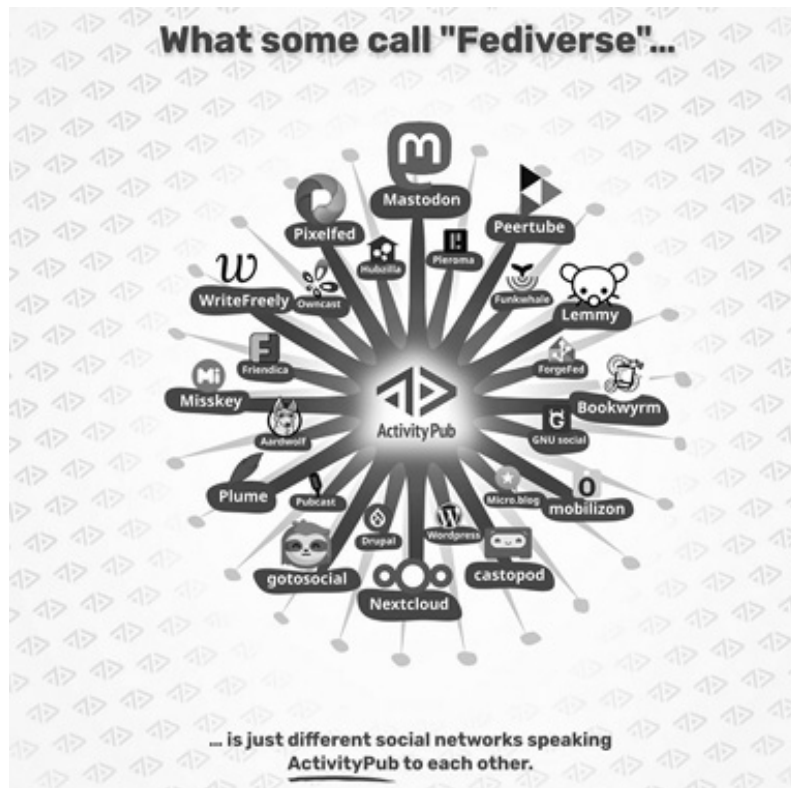 What some call "Fediverse"...
Mastodon
Pixelfed
Peertube
Hubzilla
Pleroma
WriteFreely
Owncast
Funkwhale
Lemmy
Friendica
ForgeFed
Misskey
Mi
Bookwyrm
ActivityPub
Aardwolf
GNU social
Plume
Pubcast
Micro.blog
mobilizon
Drupal
Wordpress
gotosocial
castopod
Nextcloud
... is just different social networks speaking
ActivityPub to each other.